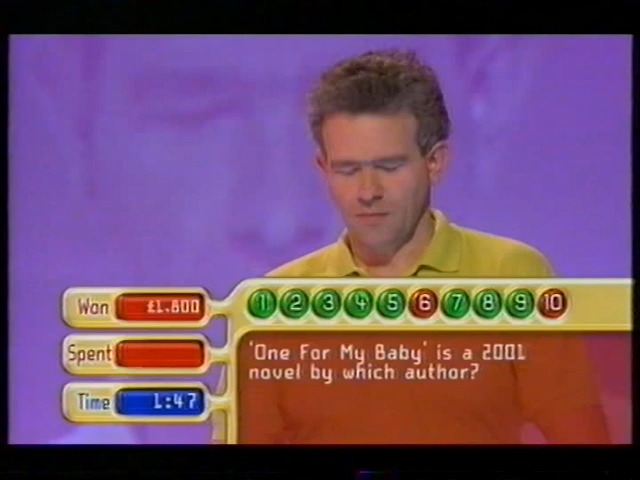 Won £1,800
Spent
Time 1:47
1 2 3 4 5 6 7 8 9 10
'One For My Baby' is a 2001
novel by which author?